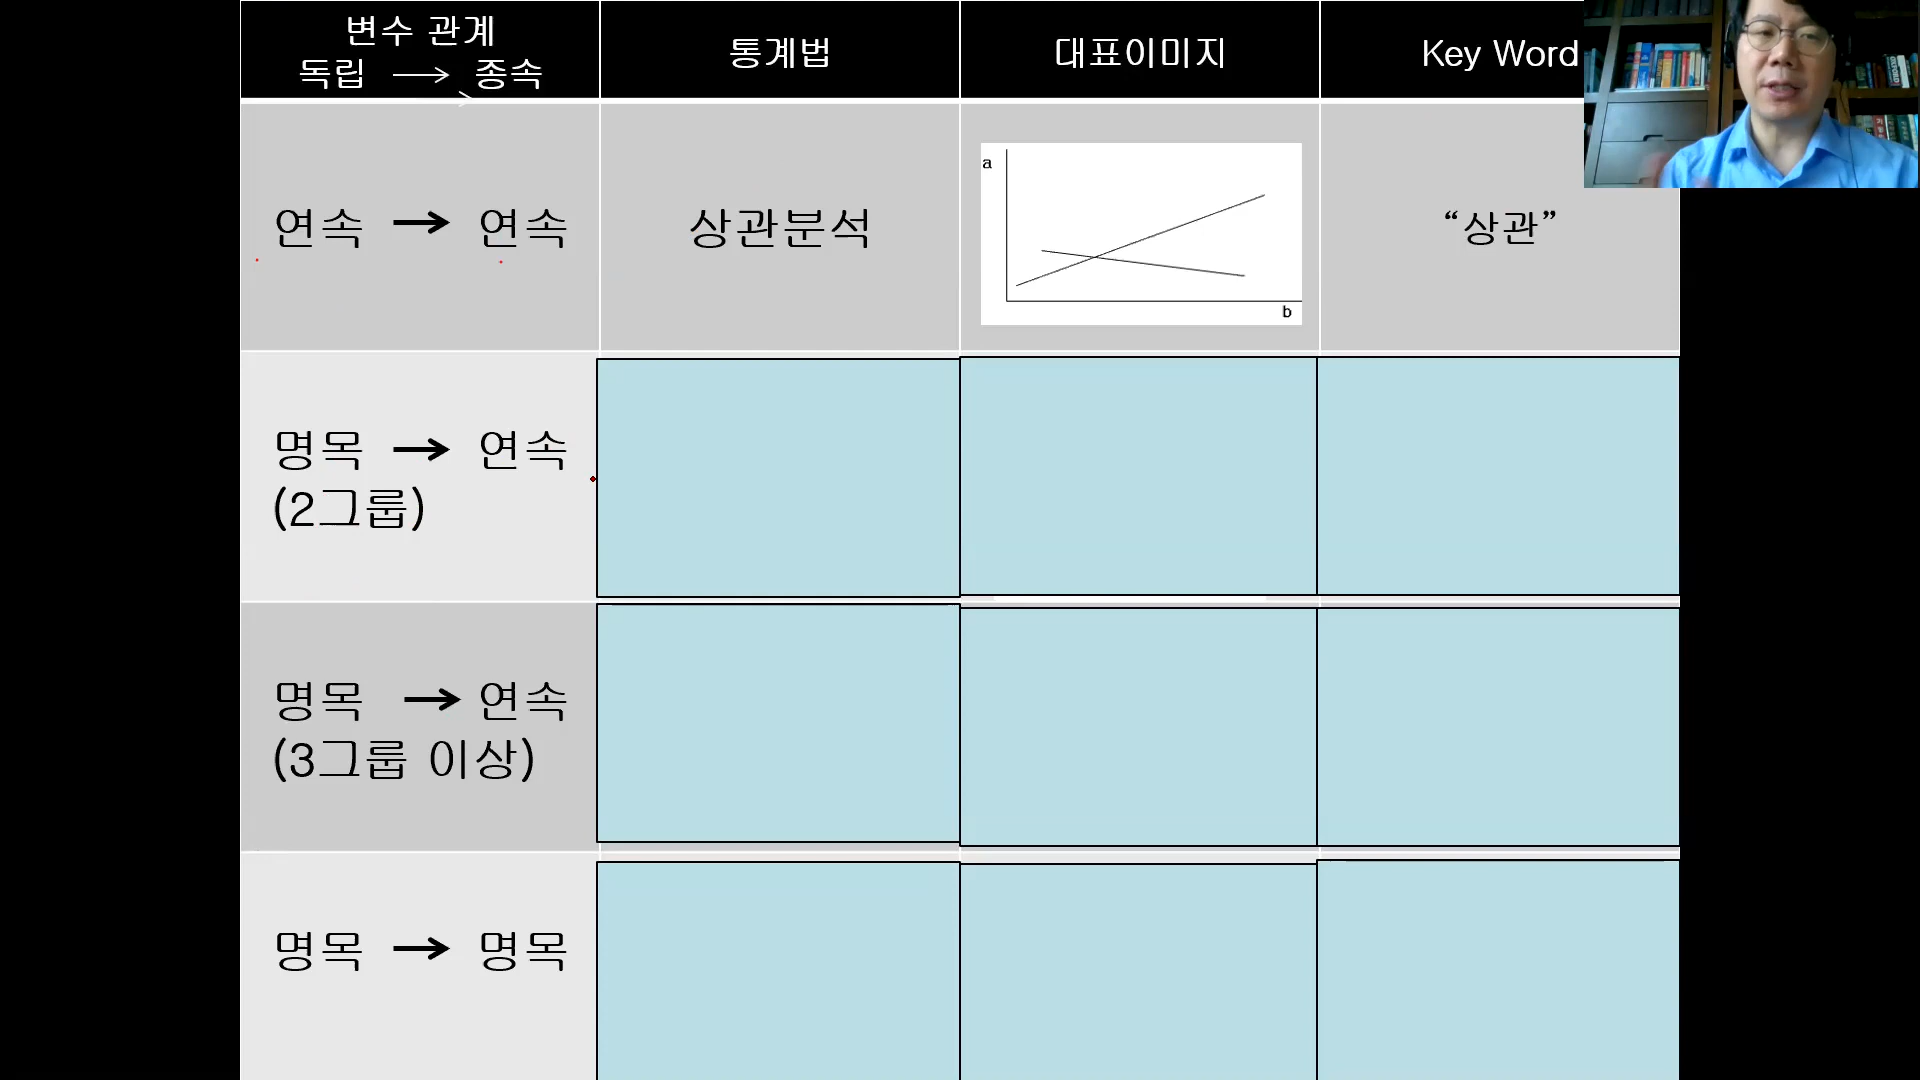 변수 관계
독립 → 종속
통계법
대표이미지
Key Word
연속 → 연속
상관분석
a
b
“상관”
명목 → 연속
(2그룹)
명목 → 연속
(3그룹 이상)
명목 → 명목